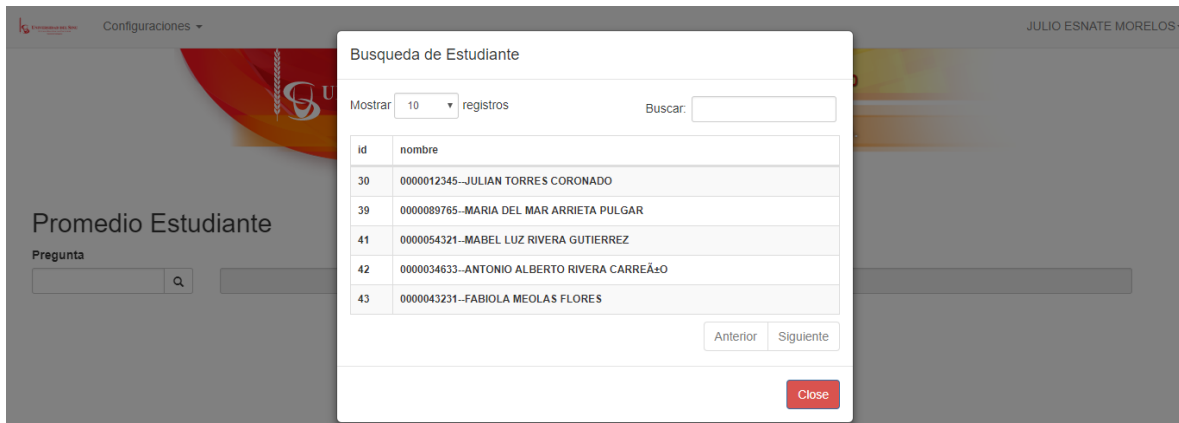 Configuraciones
JULIO ESNATE MORELOS
Busqueda de Estudiante
Mostrar 10 registros
Buscar:
id nombre
30 0000012345--JULIAN TORRES CORONADO
39 0000089765--MARIA DEL MAR ARRIETA PULGAR
41 0000054321--MABEL LUZ RIVERA GUTIERREZ
42 0000034633--ANTONIO ALBERTO RIVERA CARREÄ±O
43 0000043231--FABIOLA MEOLAS FLORES
Promedio Estudiante
Pregunta
Anterior Siguiente
Close